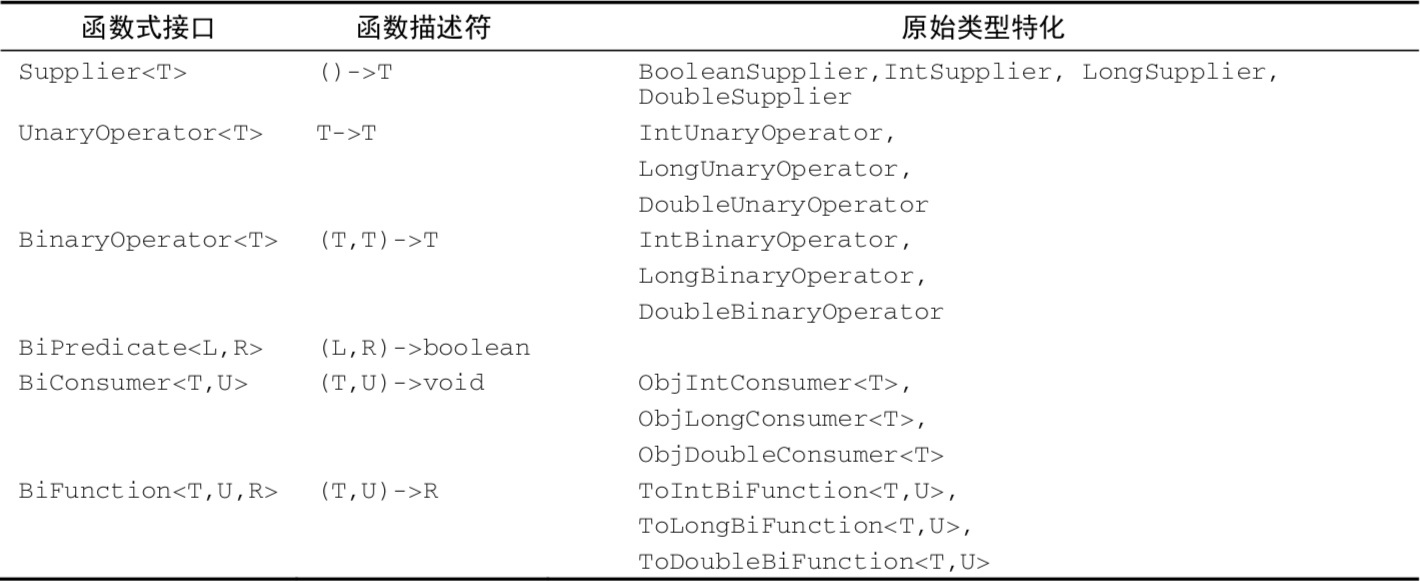 函数式接口 函数描述符 原始类型特化
Supplier<T> ()->T BooleanSupplier,IntSupplier, LongSupplier,
DoubleSupplier
UnaryOperator<T> T->T IntUnaryOperator,
LongUnaryOperator,
DoubleUnaryOperator
BinaryOperator<T> (T,T)->T IntBinaryOperator,
LongBinaryOperator,
DoubleBinaryOperator
BiPredicate<L,R> (L,R)->boolean
BiConsumer<T,U> (T,U)->void ObjIntConsumer<T>,
ObjLongConsumer<T>,
ObjDoubleConsumer<T>
BiFunction<T,U,R> (T,U)->R ToIntBiFunction<T,U>,
ToLongBiFunction<T,U>,
ToDoubleBiFunction<T,U>